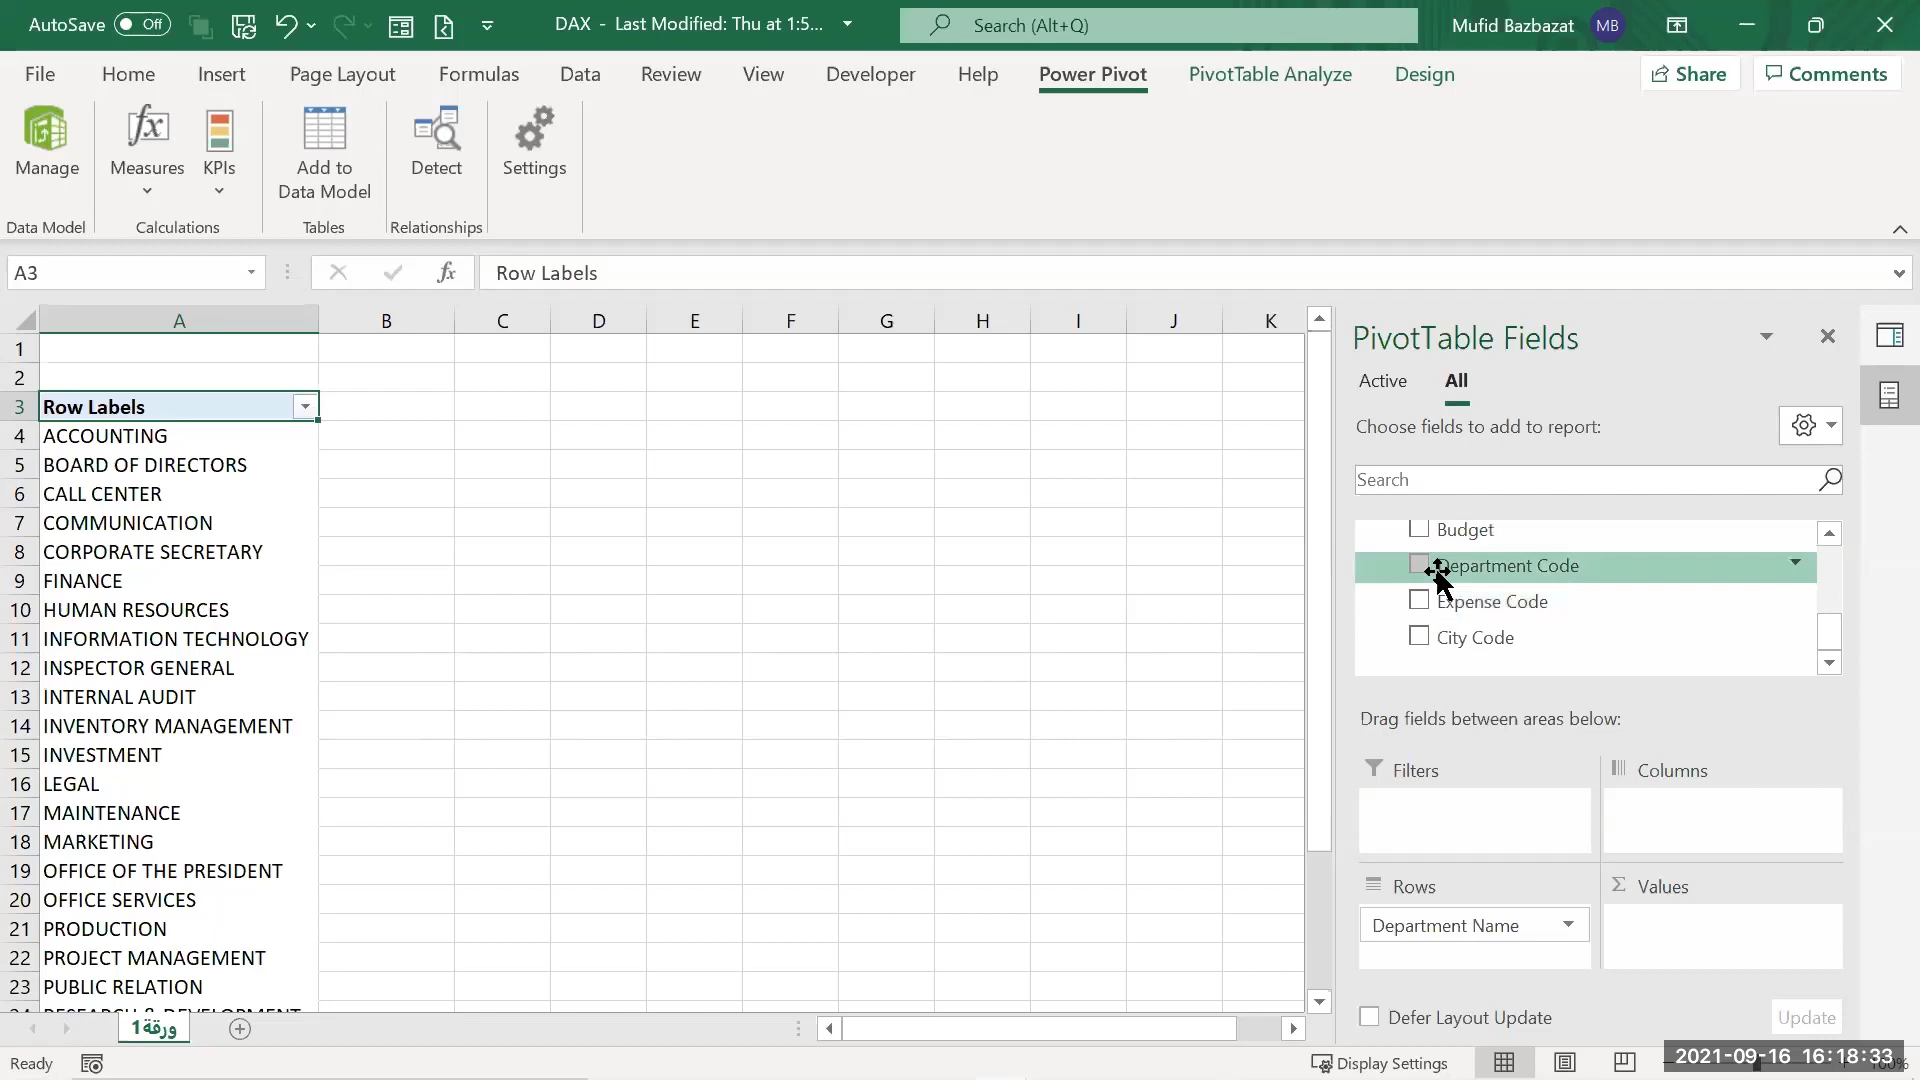 AutoSave Off DAX - Last Modified: Thu at 1:5... Search (Alt+Q) Mufid Bazbazat MB
File Home Insert Page Layout Formulas Data Review View Developer Help Power Pivot PivotTable Analyze Design Share Comments
Manage Measures KPIs Add to Data Model Detect Settings
Data Model Calculations Tables Relationships
A3 fx Row Labels
A B C D E F G H I J K
1
2
3 Row Labels
4 ACCOUNTING
5 BOARD OF DIRECTORS
6 CALL CENTER
7 COMMUNICATION
8 CORPORATE SECRETARY
9 FINANCE
10 HUMAN RESOURCES
11 INFORMATION TECHNOLOGY
12 INSPECTOR GENERAL
13 INTERNAL AUDIT
14 INVENTORY MANAGEMENT
15 INVESTMENT
16 LEGAL
17 MAINTENANCE
18 MARKETING
19 OFFICE OF THE PRESIDENT
20 OFFICE SERVICES
21 PRODUCTION
22 PROJECT MANAGEMENT
23 PUBLIC RELATION
PivotTable Fields
Active All
Choose fields to add to report:
Search
Budget
Department Code
Expense Code
City Code
Drag fields between areas below:
Filters Columns
Rows Σ Values
Department Name
Defer Layout Update Update
ورقة1
Ready Display Settings
2021-09-16 16:18:33